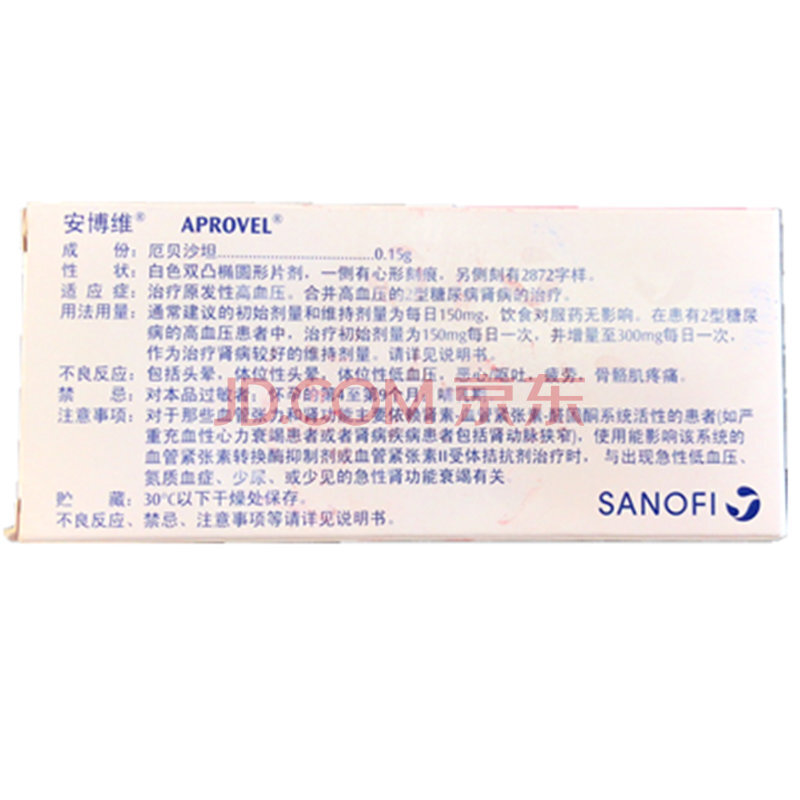 安博维® APROVEL®
成 份：厄贝沙坦......................................0.15g
性 状：白色双凸椭圆形片剂，一侧有心形刻痕，另侧刻有2872字样。
适 应 症：治疗原发性高血压。合并高血压的2型糖尿病肾病的治疗。
用法用量：通常建议的初始剂量和维持剂量为每日150mg，饮食对服药无影响。在患有2型糖尿
病的高血压患者中，治疗初始剂量为150mg每日一次，并增量至300mg每日一次，
作为治疗肾病较好的维持剂量。请详见说明书。
不良反应：包括头晕，体位性头晕，体位性低血压，恶心/呕吐，疲劳，骨骼肌疼痛。
禁 忌：对本品过敏者；怀孕的第4至第9个月，哺乳期。
注意事项：对于那些血管张力和肾功能主要依赖肾素-血管紧张素-醛固酮系统活性的患者(如严
重充血性心力衰竭患者或者肾病疾病患者包括肾动脉狭窄)，使用能影响该系统的
血管紧张素转换酶抑制剂或血管紧张素II受体拮抗剂治疗时，与出现急性低血压、
氮质血症、少尿、或少见的急性肾功能衰竭有关。
贮 藏：30℃以下干燥处保存。
不良反应、禁忌、注意事项等请详见说明书。
SANOFI
JD.COM 京东